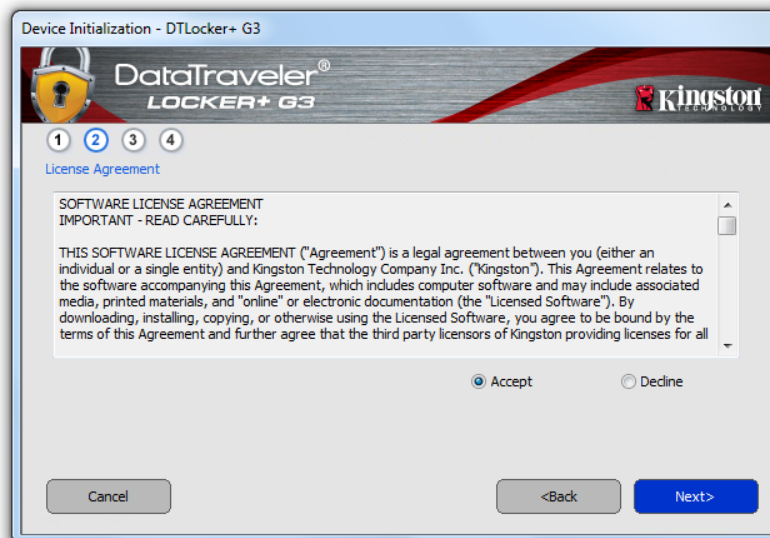 Device Initialization - DTLocker+ G3
DataTraveler®
LOCKER+ G3
Kingston
TECHNOLOGY
1 2 3 4
License Agreement
SOFTWARE LICENSE AGREEMENT
IMPORTANT - READ CAREFULLY:
THIS SOFTWARE LICENSE AGREEMENT ("Agreement") is a legal agreement between you (either an
individual or a single entity) and Kingston Technology Company Inc. ("Kingston"). This Agreement relates to
the software accompanying this Agreement, which includes computer software and may include associated
media, printed materials, and "online" or electronic documentation (the "Licensed Software"). By
downloading, installing, copying, or otherwise using the Licensed Software, you agree to be bound by the
terms of this Agreement and further agree that the third party licensors of Kingston providing licenses for all
Accept Decline
Cancel <Back Next>